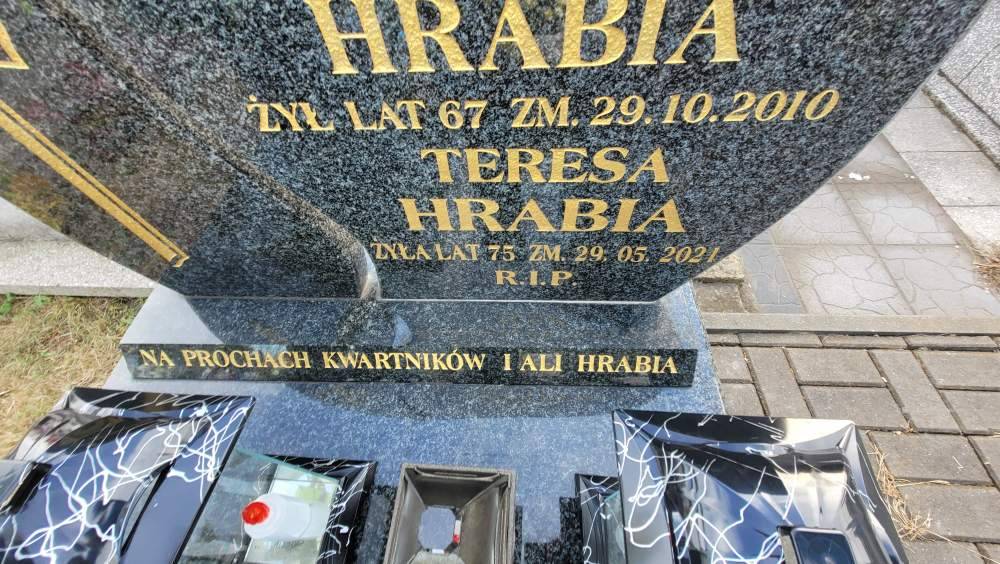 HRABIA
ŻYŁ LAT 67 ZM. 29.10.2010
TERESA
HRABIA
ŻYŁA LAT 75 ZM. 29.05.2021
R.I.P.
NA PROCHACH KWARTNIKÓW I ALI HRABIA